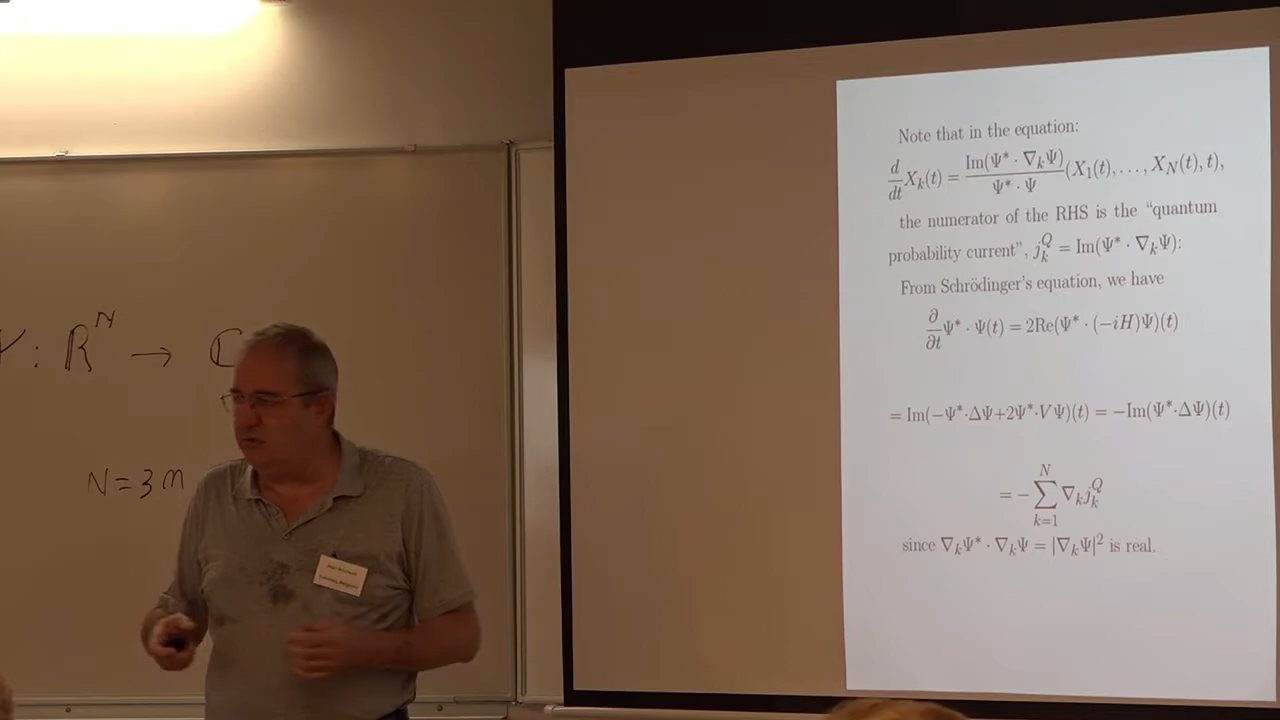 Ψ : ℝ^N → ℂ
N = 3 m
Note that in the equation:
d/dt X_k(t) = Im(Ψ* · ∇_kΨ)/(Ψ* · Ψ) (X_1(t), . . . , X_N(t), t),
the numerator of the RHS is the “quantum
probability current”, j_k^Q = Im(Ψ* · ∇_kΨ):
From Schrödinger's equation, we have
∂/∂t Ψ* · Ψ(t) = 2Re(Ψ* · (−iH)Ψ)(t)
= Im(−Ψ*·ΔΨ+2Ψ*·VΨ)(t) = −Im(Ψ*·ΔΨ)(t)
= −∑_{k=1}^{N} ∇_k j_k^Q
since ∇_kΨ* · ∇_kΨ = |∇_kΨ|² is real.
Belgium